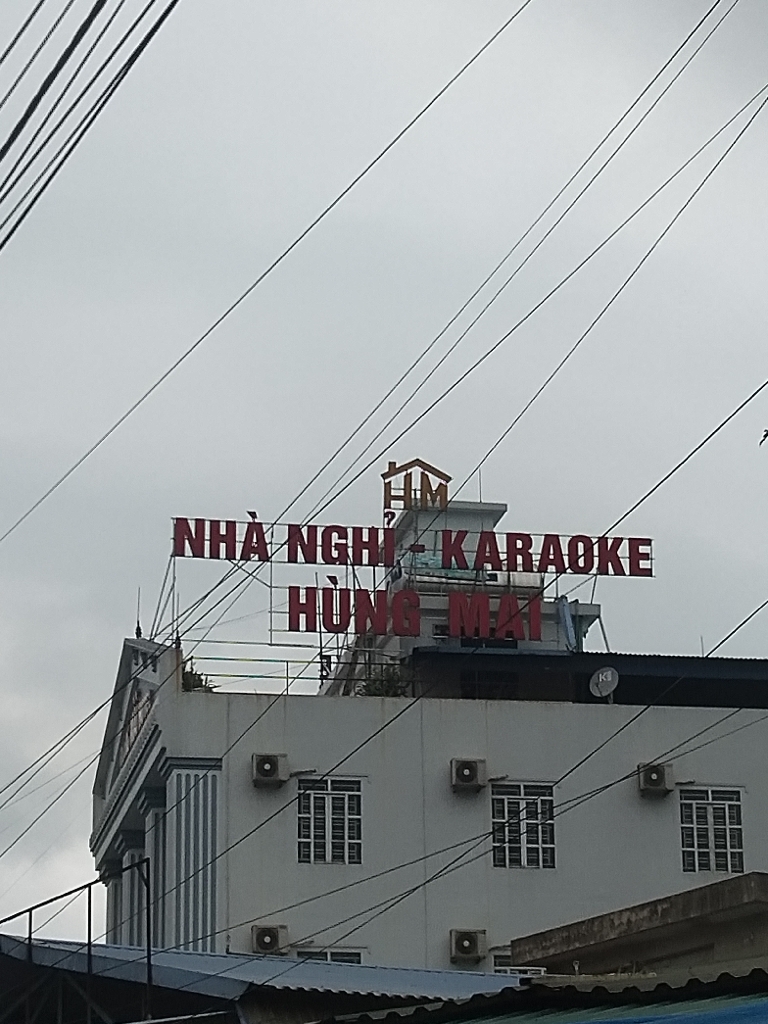 HM
NHÀ NGHỈ - KARAOKE
HÙNG MAI
K